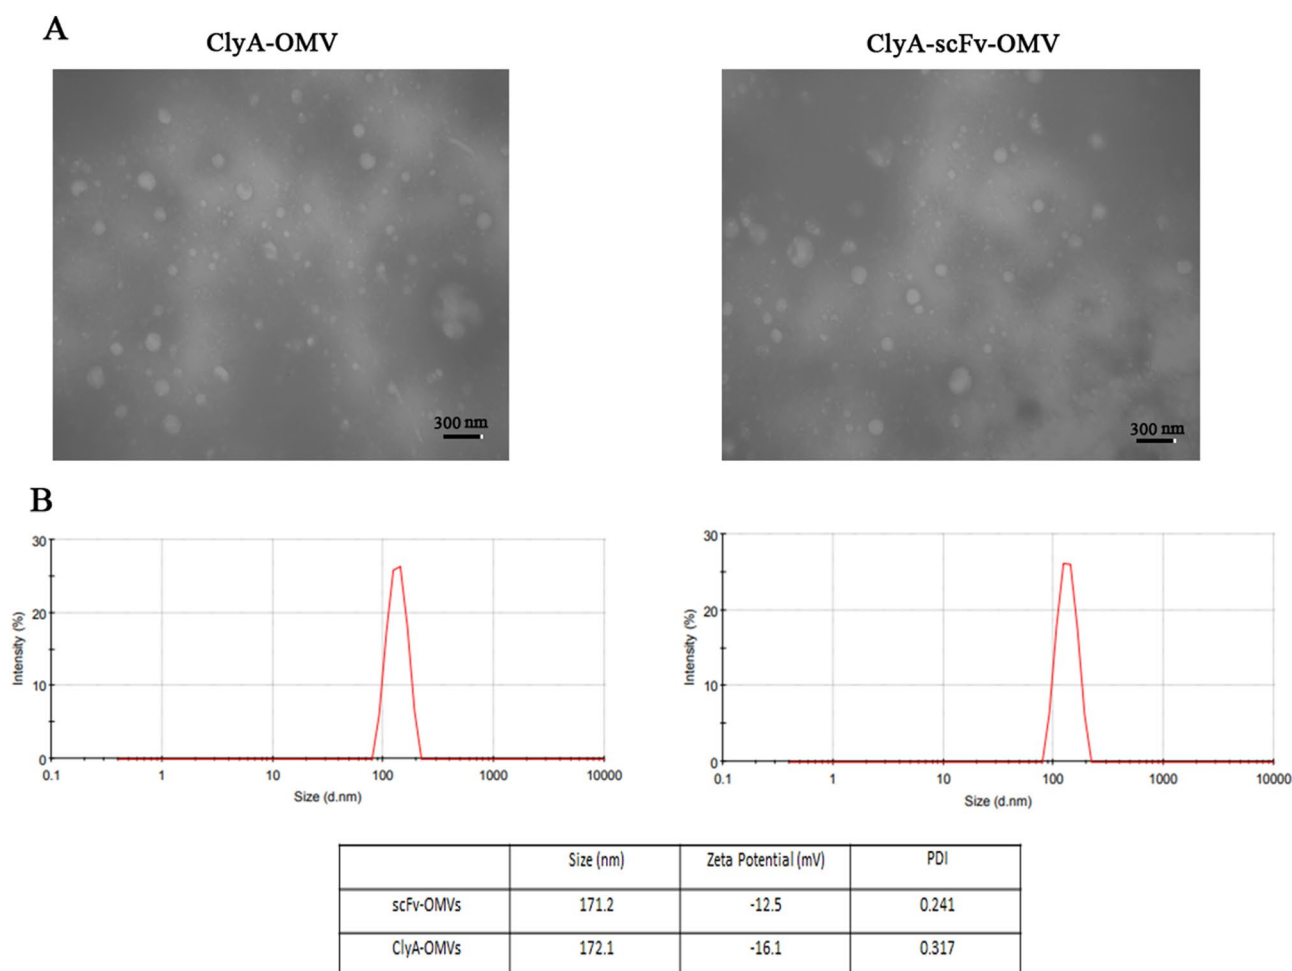 A
ClyA-OMV
ClyA-scFv-OMV
300 nm
300 nm
B
30
20
10
0
Intensity (%)
0.1 1 10 100 1000 10000
Size (d.nm)
30
20
10
0
Intensity (%)
0.1 1 10 100 1000 10000
Size (d.nm)
Size (nm) Zeta Potential (mV) PDI
scFv-OMVs 171.2 -12.5 0.241
ClyA-OMVs 172.1 -16.1 0.317